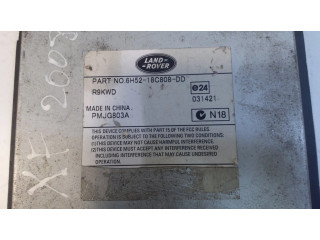 LAND-
ROVER
PART NO.6H52-18C808-DD
R9KWD
e24
031421
MADE IN CHINA.
PMJG803A
N18
THIS DEVICE COMPLIES WITH PART 15 OF THE FCC RULES.
OPERATION IS SUBJECT TO THE FOLLOWING TWO
CONDITIONS:
(1) THIS DEVICE MAY NOT CAUSE HARMFUL INTERFERENCE, AND
(2) THIS DEVICE MUST ACCEPT ANY INTERFERENCE RECEIVED,
INCLUDING INTERFERENCE THAT MAY CAUSE UNDESIRED
OPERATION.